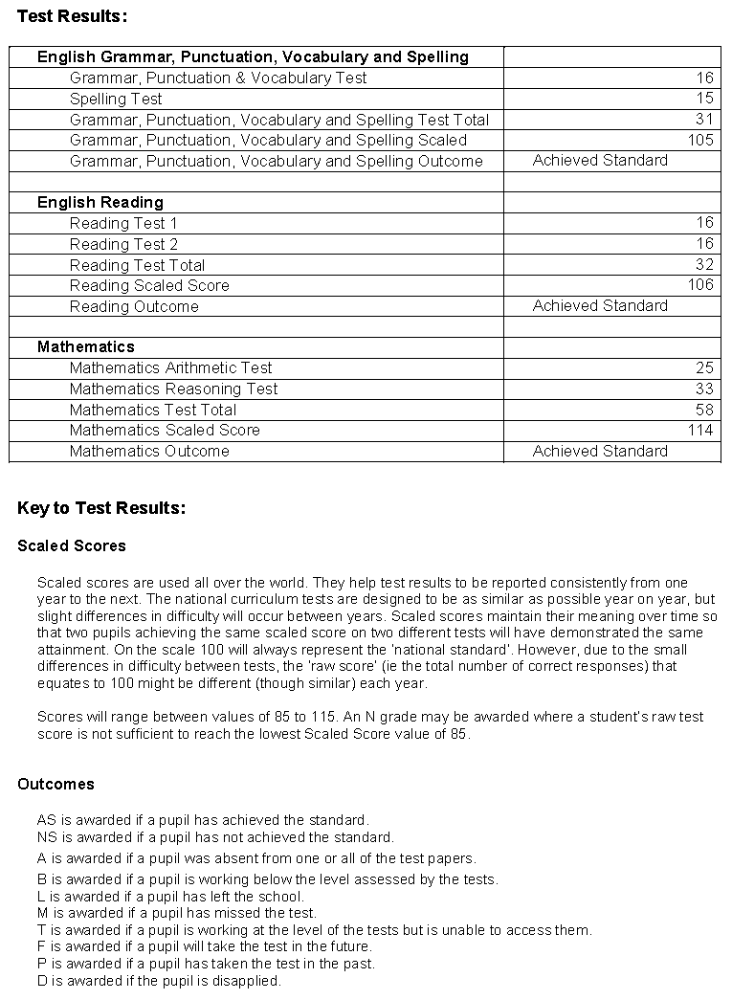 Test Results:
English Grammar, Punctuation, Vocabulary and Spelling
Grammar, Punctuation & Vocabulary Test 16
Spelling Test 15
Grammar, Punctuation, Vocabulary and Spelling Test Total 31
Grammar, Punctuation, Vocabulary and Spelling Scaled 105
Grammar, Punctuation, Vocabulary and Spelling Outcome Achieved Standard
English Reading
Reading Test 1 16
Reading Test 2 16
Reading Test Total 32
Reading Scaled Score 106
Reading Outcome Achieved Standard
Mathematics
Mathematics Arithmetic Test 25
Mathematics Reasoning Test 33
Mathematics Test Total 58
Mathematics Scaled Score 114
Mathematics Outcome Achieved Standard
Key to Test Results:
Scaled Scores
Scaled scores are used all over the world. They help test results to be reported consistently from one
year to the next. The national curriculum tests are designed to be as similar as possible year on year, but
slight differences in difficulty will occur between years. Scaled scores maintain their meaning over time so
that two pupils achieving the same scaled score on two different tests will have demonstrated the same
attainment. On the scale 100 will always represent the 'national standard'. However, due to the small
differences in difficulty between tests, the 'raw score' (ie the total number of correct responses) that
equates to 100 might be different (though similar) each year.
Scores will range between values of 85 to 115. An N grade may be awarded where a student's raw test
score is not sufficient to reach the lowest Scaled Score value of 85.
Outcomes
AS is awarded if a pupil has achieved the standard.
NS is awarded if a pupil has not achieved the standard.
A is awarded if a pupil was absent from one or all of the test papers.
B is awarded if a pupil is working below the level assessed by the tests.
L is awarded if a pupil has left the school.
M is awarded if a pupil has missed the test.
T is awarded if a pupil is working at the level of the tests but is unable to access them.
F is awarded if a pupil will take the test in the future.
P is awarded if a pupil has taken the test in the past.
D is awarded if the pupil is disapplied.